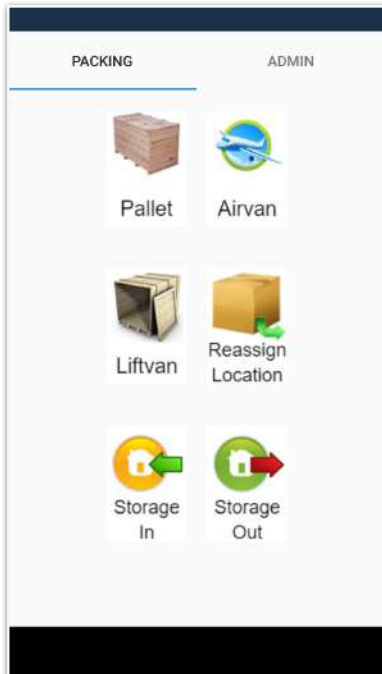 PACKING
ADMIN
Pallet
Airvan
Liftvan
Reassign
Location
Storage
In
Storage
Out